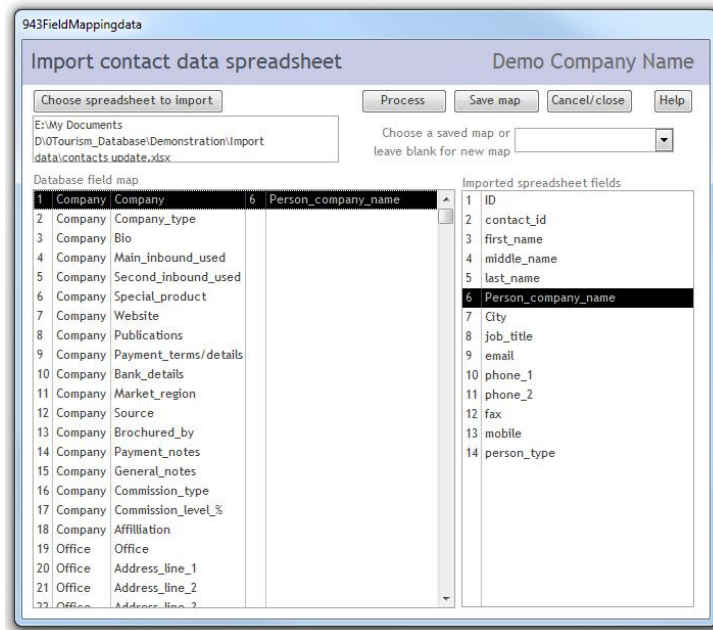 943FieldMappingdata
Import contact data spreadsheet Demo Company Name
Choose spreadsheet to import Process Save map Cancel/close Help
E:\My Documents
D\0Tourism_Database\Demonstration\Import
data\contacts update.xlsx
Choose a saved map or
leave blank for new map
Database field map
1 Company Company 6 Person_company_name
2 Company Company_type
3 Company Bio
4 Company Main_inbound_used
5 Company Second_inbound_used
6 Company Special_product
7 Company Website
8 Company Publications
9 Company Payment_terms/details
10 Company Bank_details
11 Company Market_region
12 Company Source
13 Company Brochured_by
14 Company Payment_notes
15 Company General_notes
16 Company Commission_type
17 Company Commission_level_%
18 Company Affilliation
19 Office Office
20 Office Address_line_1
21 Office Address_line_2
22 Office Address_line_3
Imported spreadsheet fields
1 ID
2 contact_id
3 first_name
4 middle_name
5 last_name
6 Person_company_name
7 City
8 job_title
9 email
10 phone_1
11 phone_2
12 fax
13 mobile
14 person_type